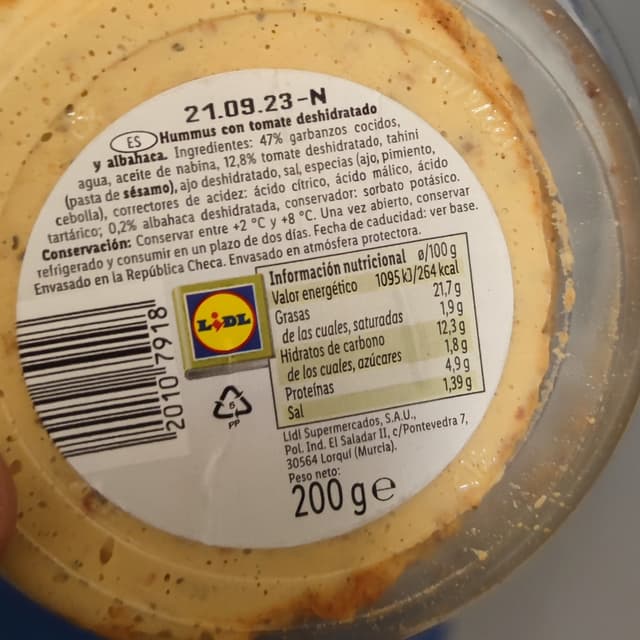 21.09.23-N
ES Hummus con tomate deshidratado
y albahaca. Ingredientes: 47% garbanzos cocidos,
agua, aceite de nabina, 12,8% tomate deshidratado, tahini
(pasta de sésamo), ajo deshidratado, sal, especias (ajo, pimiento,
cebolla), correctores de acidez: ácido cítrico, ácido málico, ácido
tartárico; 0,2% albahaca deshidratada, conservador: sorbato potásico.
Conservación: Conservar entre +2 °C y +8 °C. Una vez abierto, conservar
refrigerado y consumir en un plazo de dos días. Fecha de caducidad: ver base.
Envasado en la República Checa. Envasado en atmósfera protectora.
Información nutricional ø/100 g
Valor energético 1095 kJ/264 kcal
Grasas 21,7 g
de las cuales, saturadas 1,9 g
Hidratos de carbono 12,3 g
de los cuales, azúcares 1,8 g
Proteínas 4,9 g
Sal 1,39 g
LIDL
2010 7918
5
PP
Lidl Supermercados, S.A.U.,
Pol. Ind. El Saladar II, c/Pontevedra 7,
30564 Lorquí (Murcia).
Peso neto:
200 g e